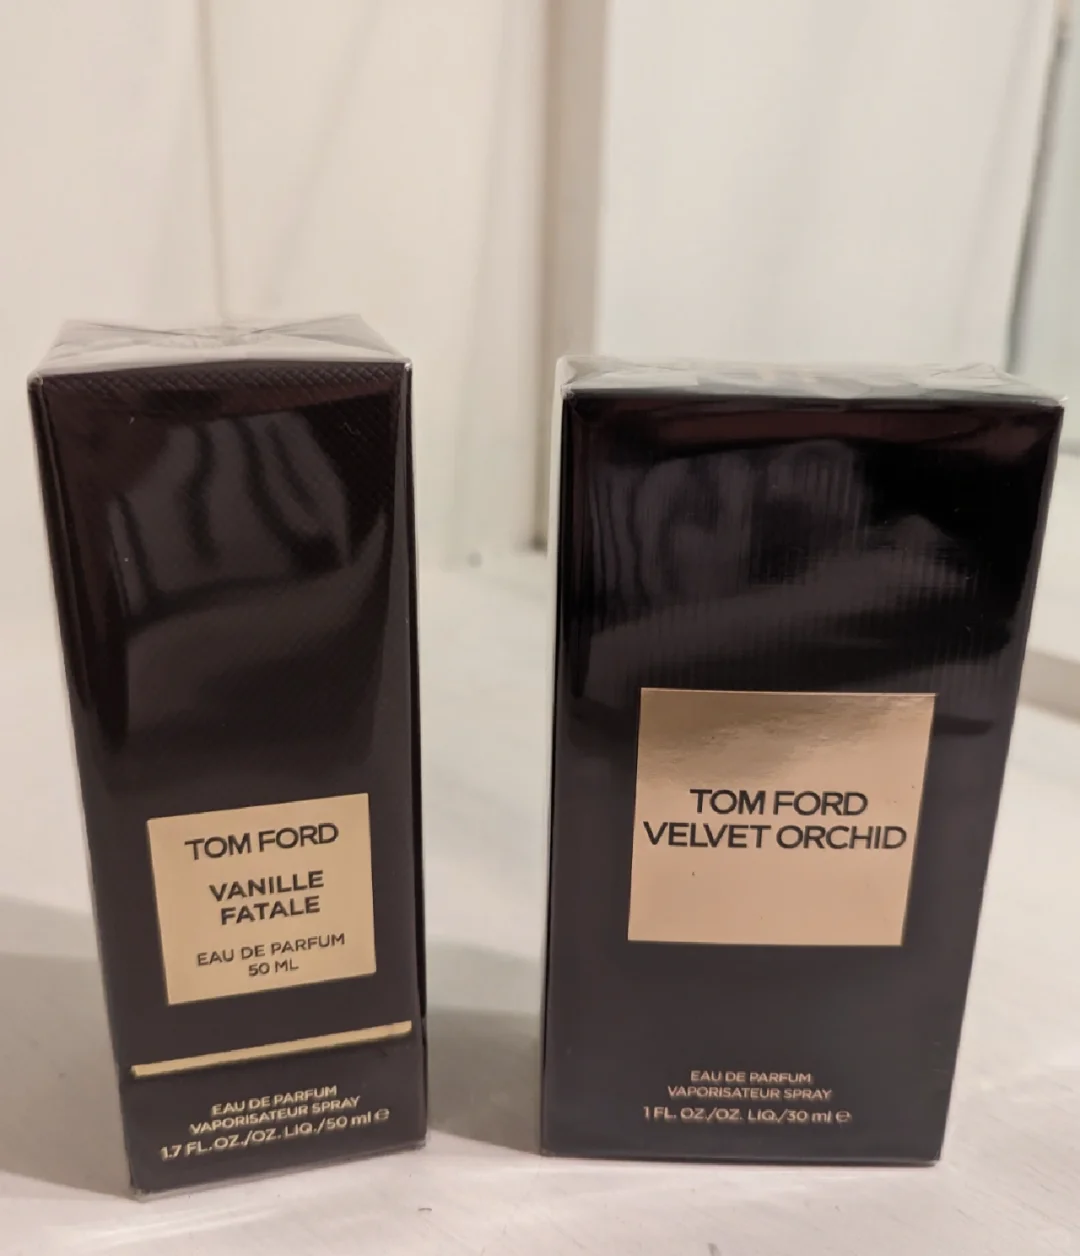 TOM FORD
VANILLE
FATALE
EAU DE PARFUM
50 ML
EAU DE PARFUM
VAPORISATEUR SPRAY
1.7 FL.OZ./OZ. LIQ./50 ml ℮
TOM FORD
VELVET ORCHID
EAU DE PARFUM
VAPORISATEUR SPRAY
1 FL. OZ./OZ. LIQ./30 ml ℮